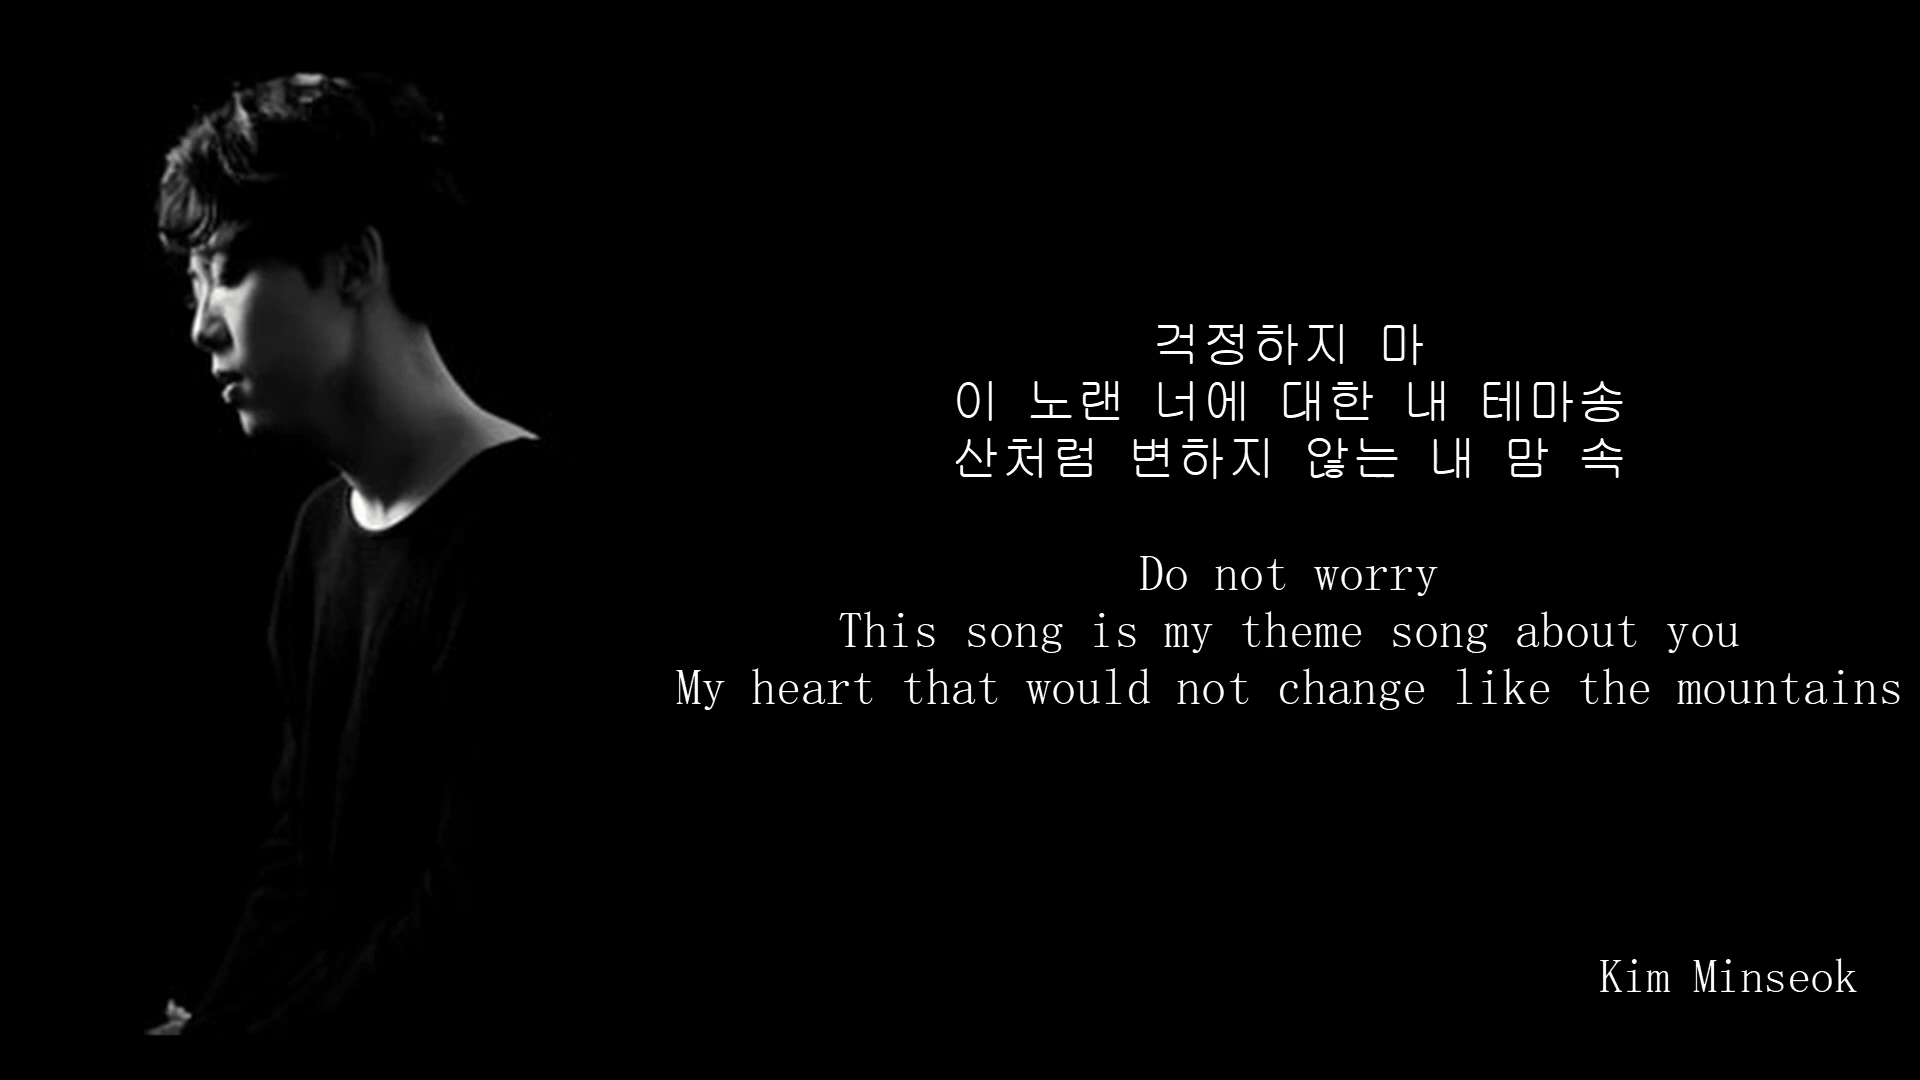 걱정하지 마
이 노랜 너에 대한 내 테마송
산처럼 변하지 않는 내 맘 속
Do not worry
This song is my theme song about you
My heart that would not change like the mountains
Kim Minseok